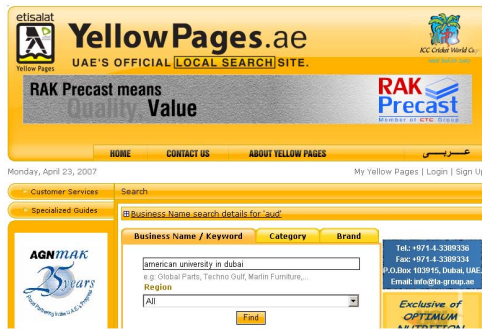 etisalat
Yellow Pages
YellowPages.ae
UAE'S OFFICIAL LOCAL SEARCH SITE.
ICC Cricket World Cup
RAK Precast means
Quality, Value
RAK
Precast
Member of ETE Group
HOME CONTACT US ABOUT YELLOW PAGES عـــربـــي
Monday, April 23, 2007 My Yellow Pages | Login | Sign Up
Customer Services
Search
Specialized Guides
Business Name search details for 'aud'
Business Name / Keyword Category Brand
american university in dubai
e.g: Global Parts, Techno Gulf, Marlin Furniture,...
Region
All
Find
AGNMAK
25 years
Tel.: +971-4-3389336
Fax: +971-4-3389334
P.O.Box 103915, Dubai, UAE.
Email: info@la-group.ae
Exclusive of
OPTIMUM
NUTRITION